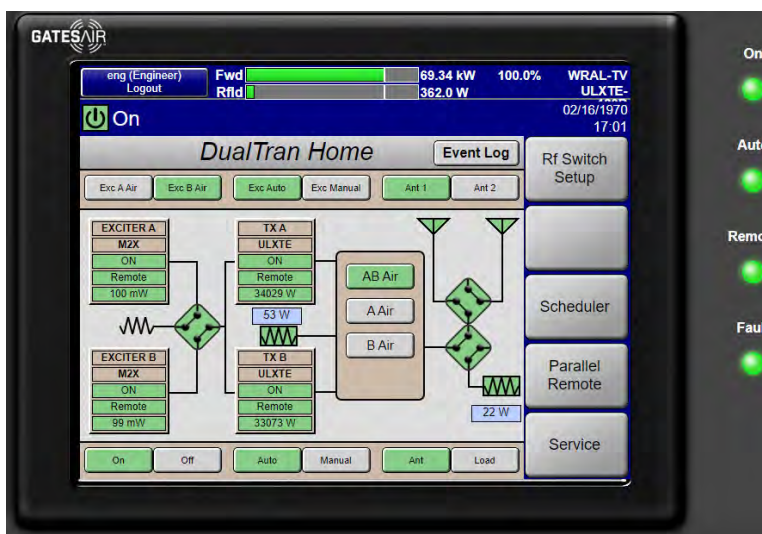 GATESAIR
On
Auto
Remo
Faul
eng (Engineer)
Logout
Fwd 69.34 kW 100.0%
Rfld 362.0 W
WRAL-TV
ULXTE-
On
02/16/1970
17:01
DualTran Home
Event Log
Rf Switch
Setup
Exc A Air
Exc B Air
Exc Auto
Exc Manual
Ant 1
Ant 2
EXCITER A
M2X
ON
Remote
100 mW
TX A
ULXTE
ON
Remote
34029 W
53 W
AB Air
A Air
B Air
EXCITER B
M2X
ON
Remote
99 mW
TX B
ULXTE
ON
Remote
33073 W
22 W
Scheduler
Parallel
Remote
Service
On
Off
Auto
Manual
Ant
Load